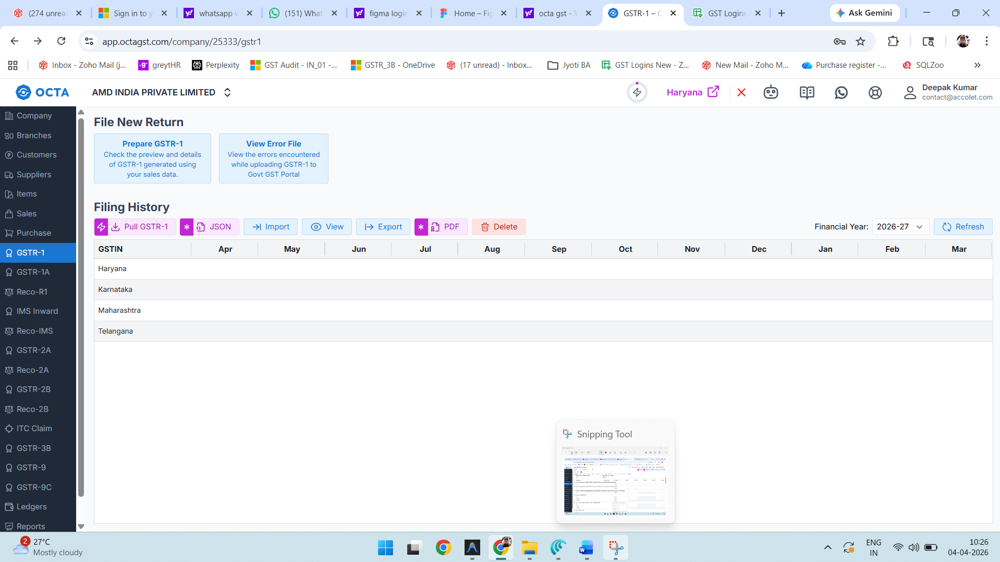 (274 unrea
Sign in to y
whatsapp w
(151) What
figma login
Home – Fig
octa gst - Y
GSTR-1 – O
GST Logins
Ask Gemini
app.octagst.com/company/25333/gstr1
Inbox - Zoho Mail (j...
greytHR
Perplexity
GST Audit - IN_01 -...
GSTR_3B - OneDrive
(17 unread) - Inbox...
Jyoti BA
GST Logins New - Z...
New Mail - Zoho M...
Purchase register -...
SQLZoo
OCTA
AMD INDIA PRIVATE LIMITED
Haryana
Deepak Kumar
contact@accolet.com
Company
Branches
Customers
Suppliers
Items
Sales
Purchase
GSTR-1
GSTR-1A
Reco-R1
IMS Inward
Reco-IMS
GSTR-2A
Reco-2A
GSTR-2B
Reco-2B
ITC Claim
GSTR-3B
GSTR-9
GSTR-9C
Ledgers
Reports
File New Return
Prepare GSTR-1
Check the preview and details
of GSTR-1 generated using
your sales data.
View Error File
View the errors encountered
while uploading GSTR-1 to
Govt GST Portal
Filing History
Pull GSTR-1
JSON
Import
View
Export
PDF
Delete
Financial Year: 2026-27
Refresh
GSTIN Apr May Jun Jul Aug Sep Oct Nov Dec Jan Feb Mar
Haryana
Karnataka
Maharashtra
Telangana
Snipping Tool
2
27°C
Mostly cloudy
ENG
IN
10:26
04-04-2026